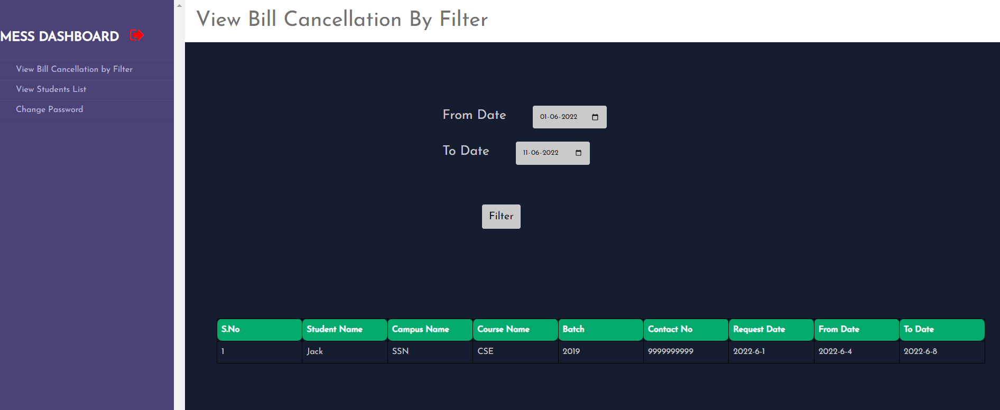 MESS DASHBOARD
View Bill Cancellation by Filter
View Students List
Change Password
View Bill Cancellation By Filter
From Date 01-06-2022
To Date 11-06-2022
Filter
S.No Student Name Campus Name Course Name Batch Contact No Request Date From Date To Date
1 Jack SSN CSE 2019 9999999999 2022-6-1 2022-6-4 2022-6-8